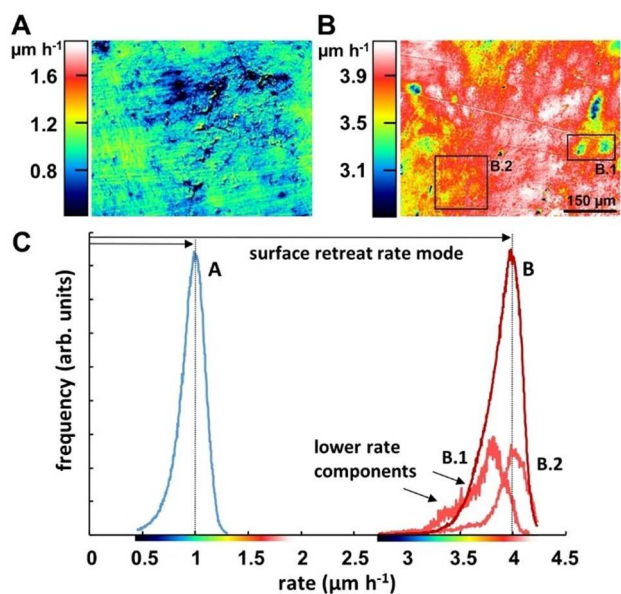 A
B
µm h-1
µm h-1
1.6
1.2
0.8
3.9
3.5
3.1
B.2
B.1
150 µm
C
surface retreat rate mode
A
B
frequency (arb. units)
lower rate
components
B.1
B.2
0
0.5
1
1.5
2
2.5
3
3.5
4
4.5
rate (µm h-1)